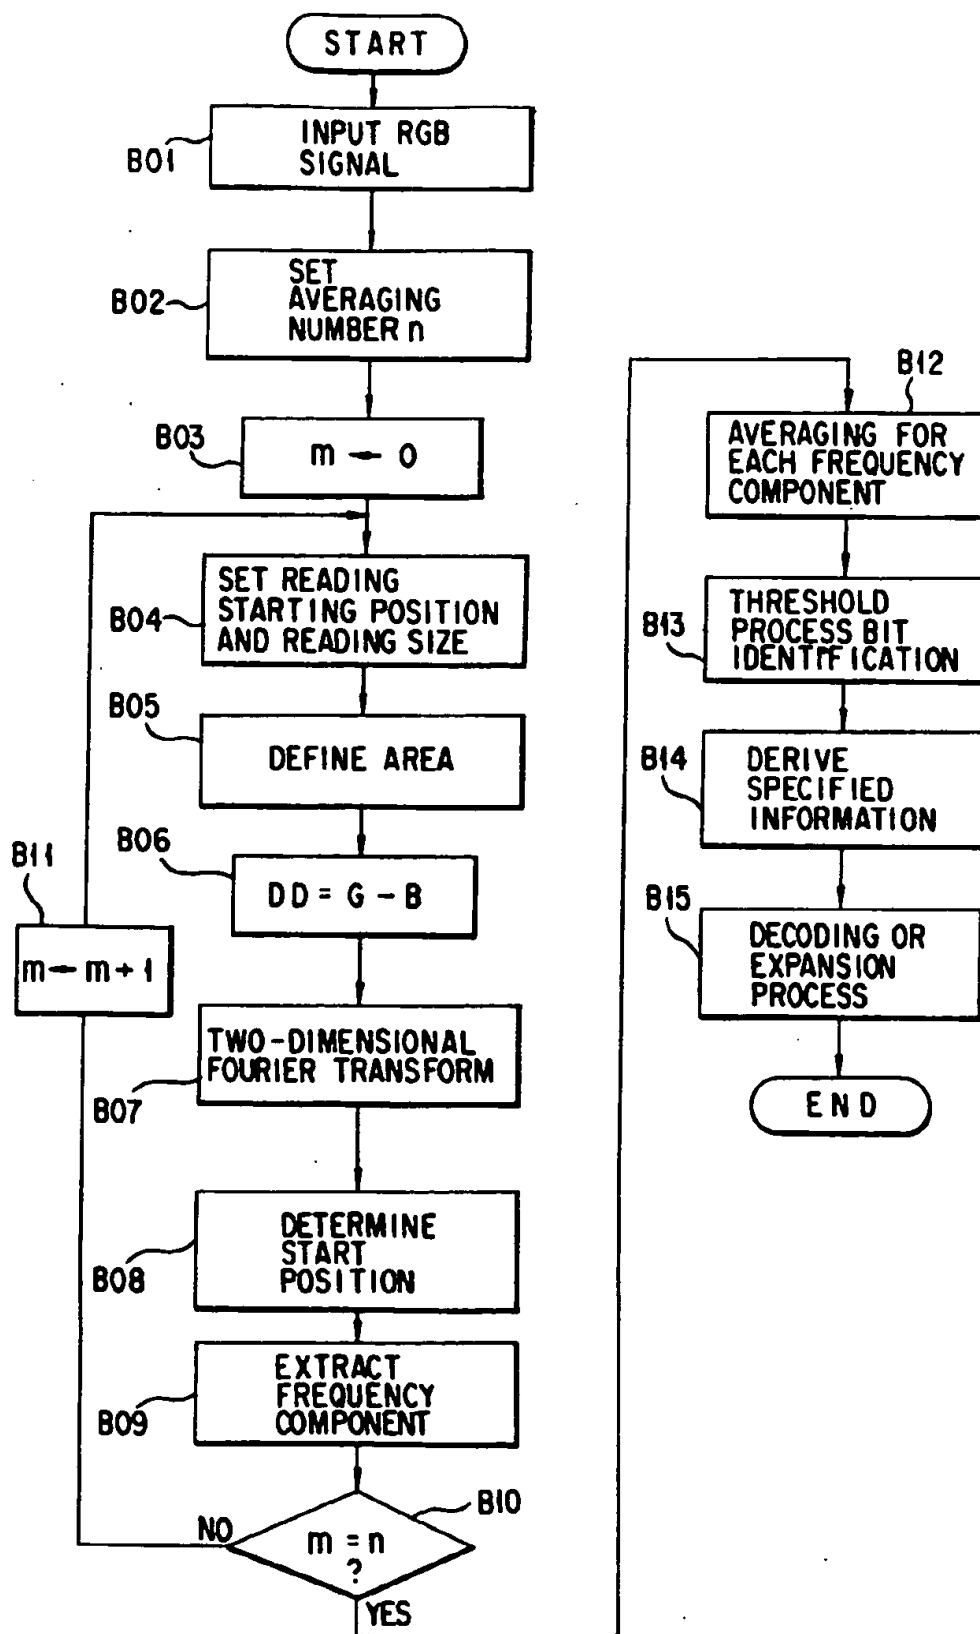 START
INPUT RGB
SIGNAL
B01
SET
AVERAGING
NUMBER n
B02
B03
m ← 0
SET READING
STARTING POSITION
AND READING SIZE
B04
B05
DEFINE AREA
B06
DD = G - B
B11
m ← m + 1
TWO-DIMENSIONAL
FOURIER TRANSFORM
B07
DETERMINE
START
POSITION
B08
EXTRACT
FREQUENCY
COMPONENT
B09
B10
NO
m = n
?
YES
B12
AVERAGING FOR
EACH FREQUENCY
COMPONENT
THRESHOLD
PROCESS BIT
IDENTIFICATION
B13
DERIVE
SPECIFIED
INFORMATION
B14
B15
DECODING OR
EXPANSION
PROCESS
END